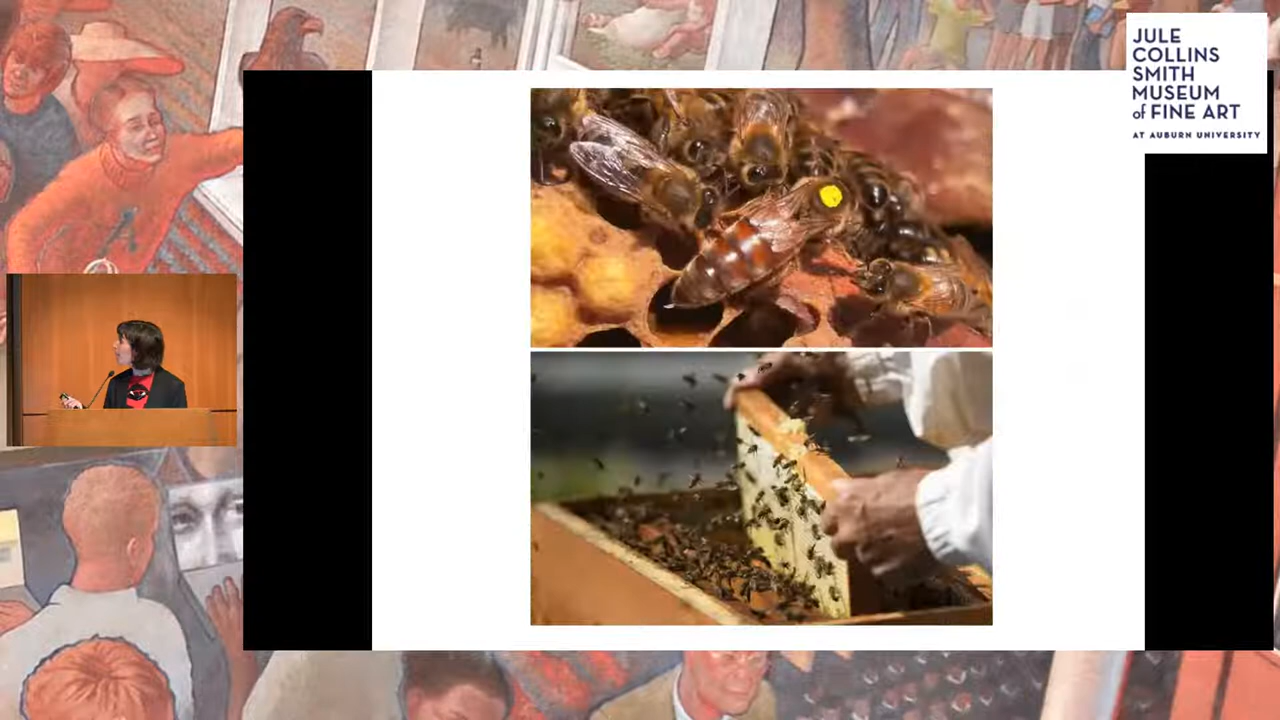 JULE
COLLINS
SMITH
MUSEUM
of FINE ART
AT AUBURN UNIVERSITY